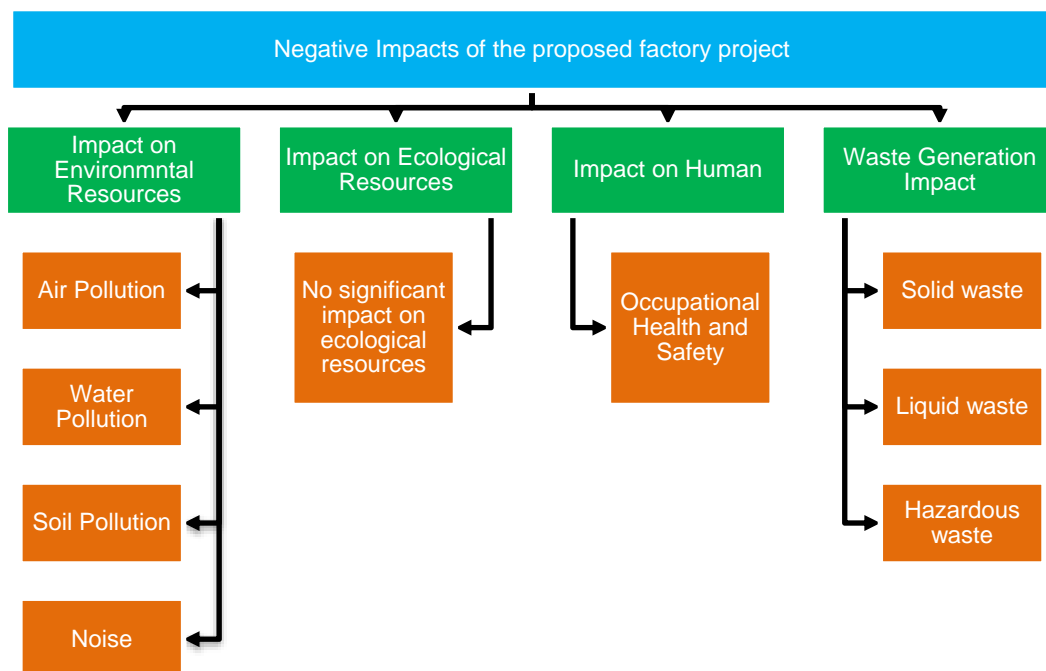 Negative Impacts of the proposed factory project
Impact on
Environmntal
Resources
Impact on Ecological
Resources
Impact on Human
Waste Generation
Impact
Air Pollution
Water
Pollution
Soil Pollution
Noise
No significant
impact on
ecological
resources
Occupational
Health and
Safety
Solid waste
Liquid waste
Hazardous
waste